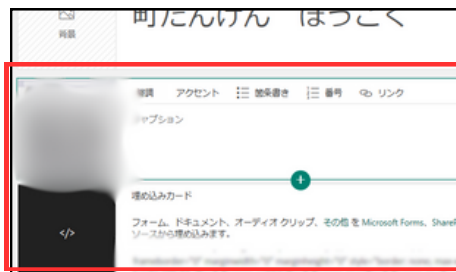 町たんけん ほうこく
背景
強調 アクセント 箇条書き 番号 リンク
キャプション
埋め込みカード
フォーム、ドキュメント、オーディオ クリップ、その他 を Microsoft Forms、ShareP
ソースから埋め込みます。